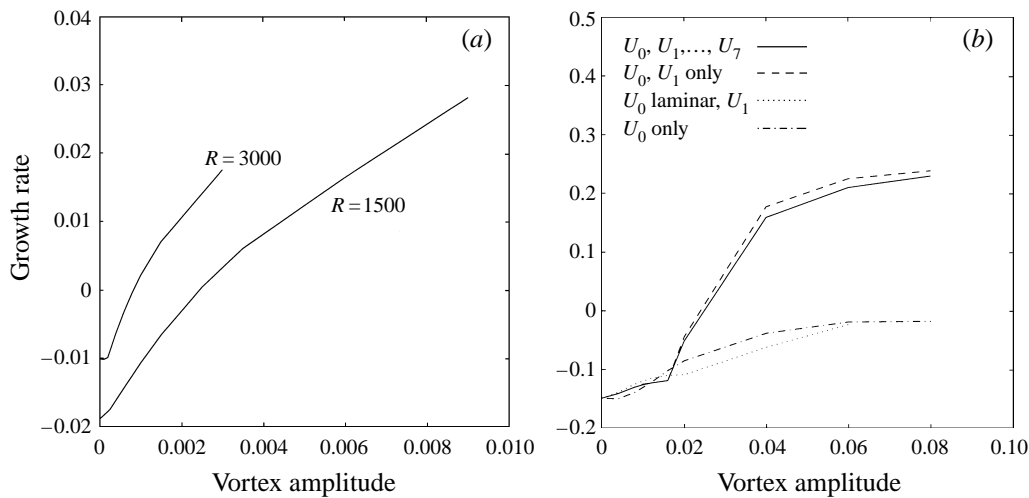 (a)
0.04
0.03
0.02
0.01
0
−0.01
−0.02
Growth rate
R = 3000
R = 1500
0
0.002
0.004
0.006
0.008
0.010
Vortex amplitude
(b)
0.5
0.4
0.3
0.2
0.1
0
−0.1
−0.2
U0, U1,…, U7
U0, U1 only
U0 laminar, U1
U0 only
0
0.02
0.04
0.06
0.08
0.10
Vortex amplitude